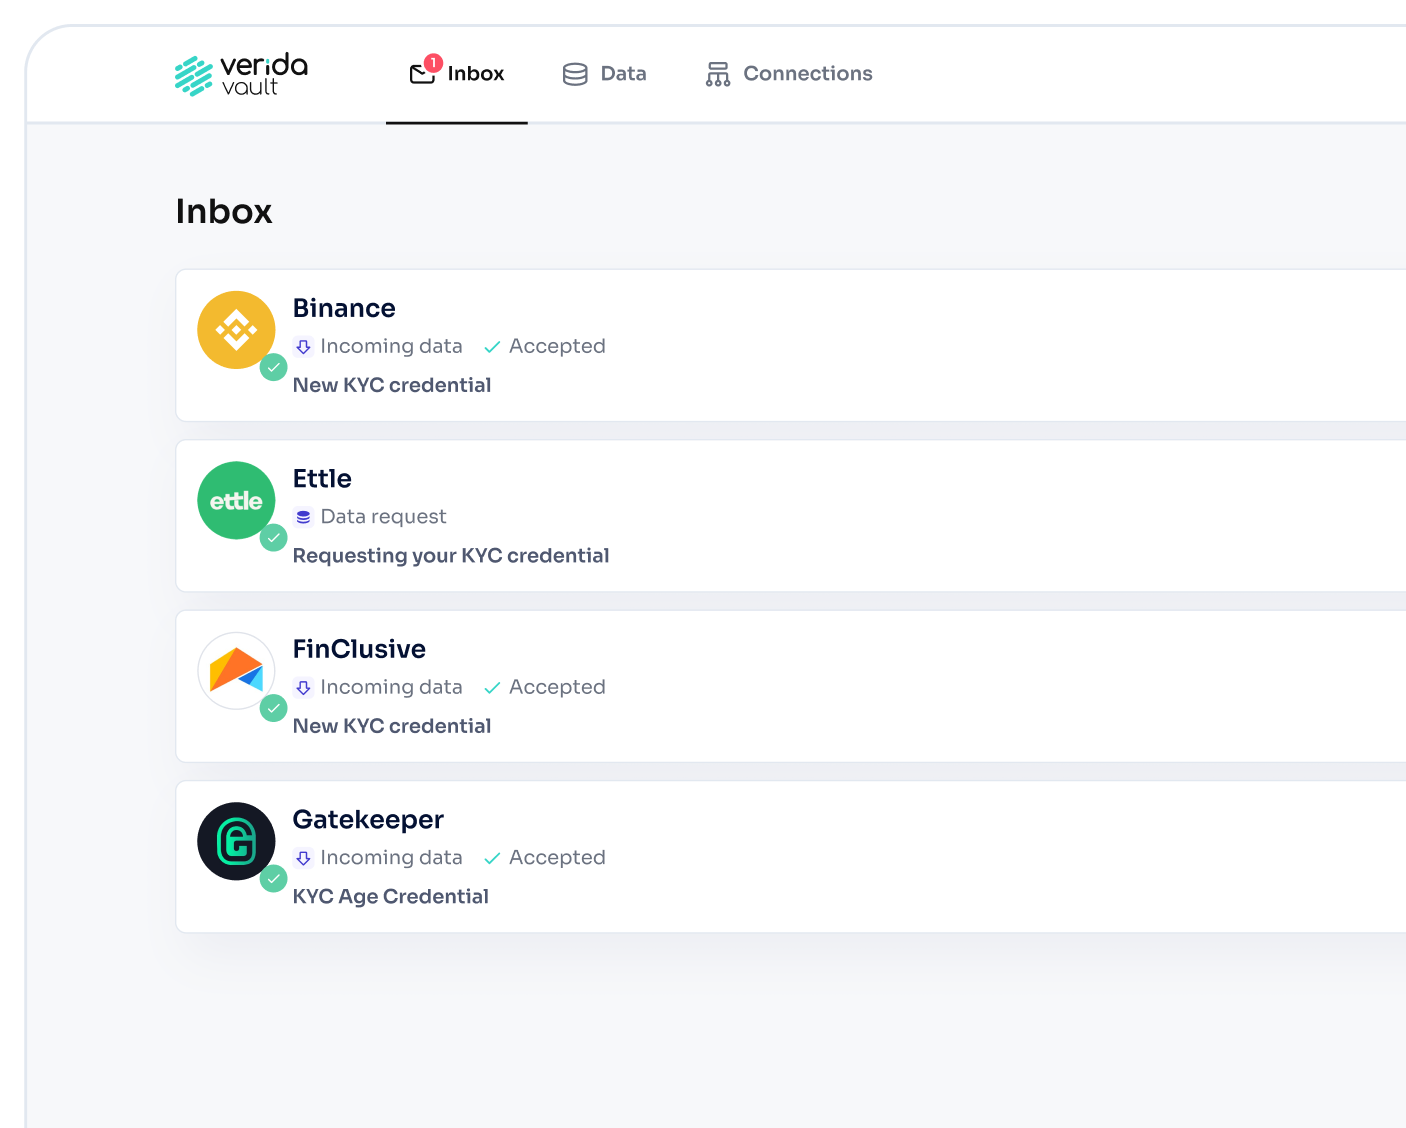 verida
vault
1
Inbox
Data
Connections
Inbox
Binance
Incoming data Accepted
New KYC credential
ettle
Ettle
Data request
Requesting your KYC credential
FinClusive
Incoming data Accepted
New KYC credential
Gatekeeper
Incoming data Accepted
KYC Age Credential